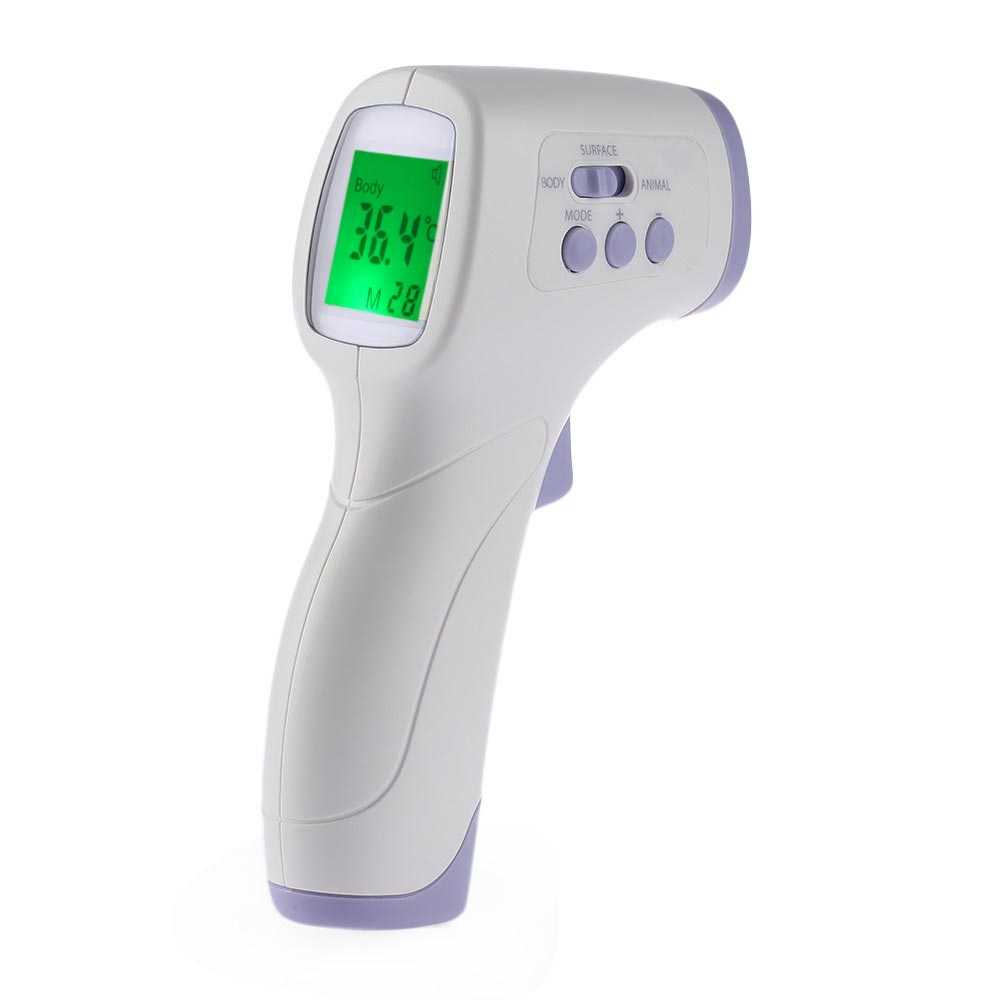 Body
36.4°C
M 28
SURFACE
BODY
ANIMAL
MODE + -